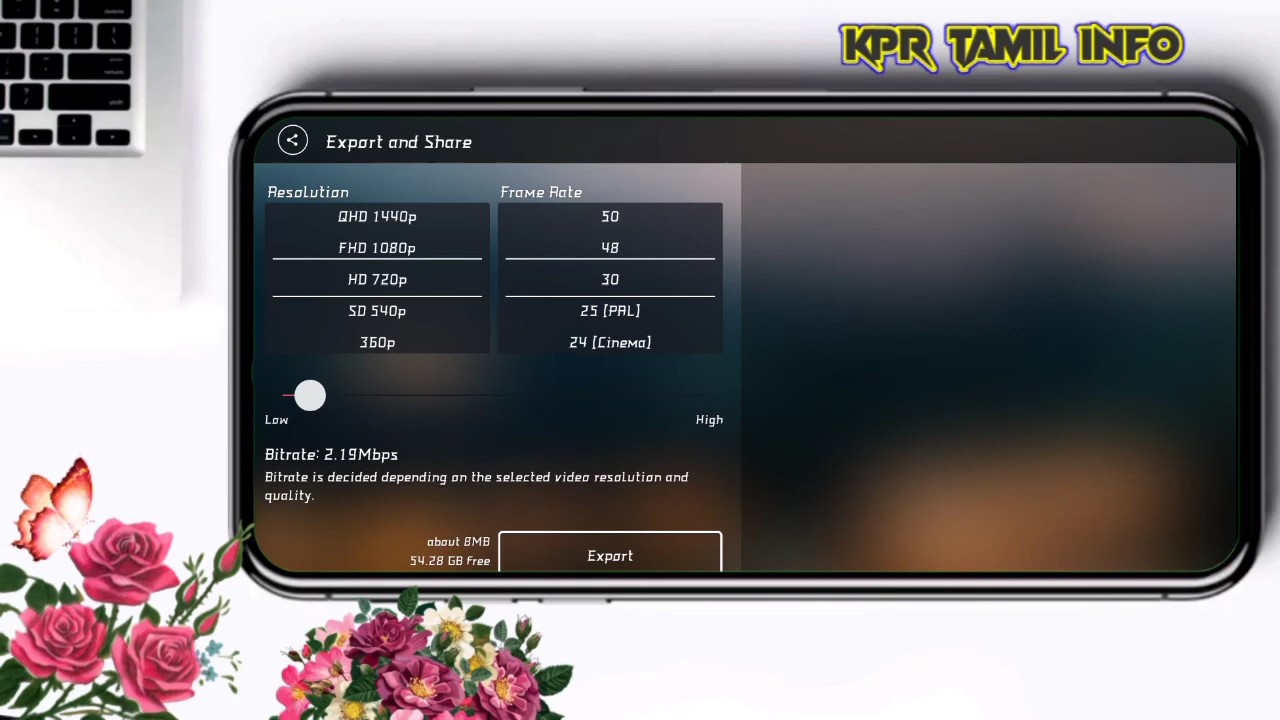 KPR TAMIL INFO
Export and Share
Resolution
Frame Rate
QHD 1440p
50
FHD 1080p
48
HD 720p
30
SD 540p
25 [PAL]
360p
24 [Cinema]
Low
High
Bitrate: 2.19Mbps
Bitrate is decided depending on the selected video resolution and
quality.
about 8MB
54.28 GB free
Export